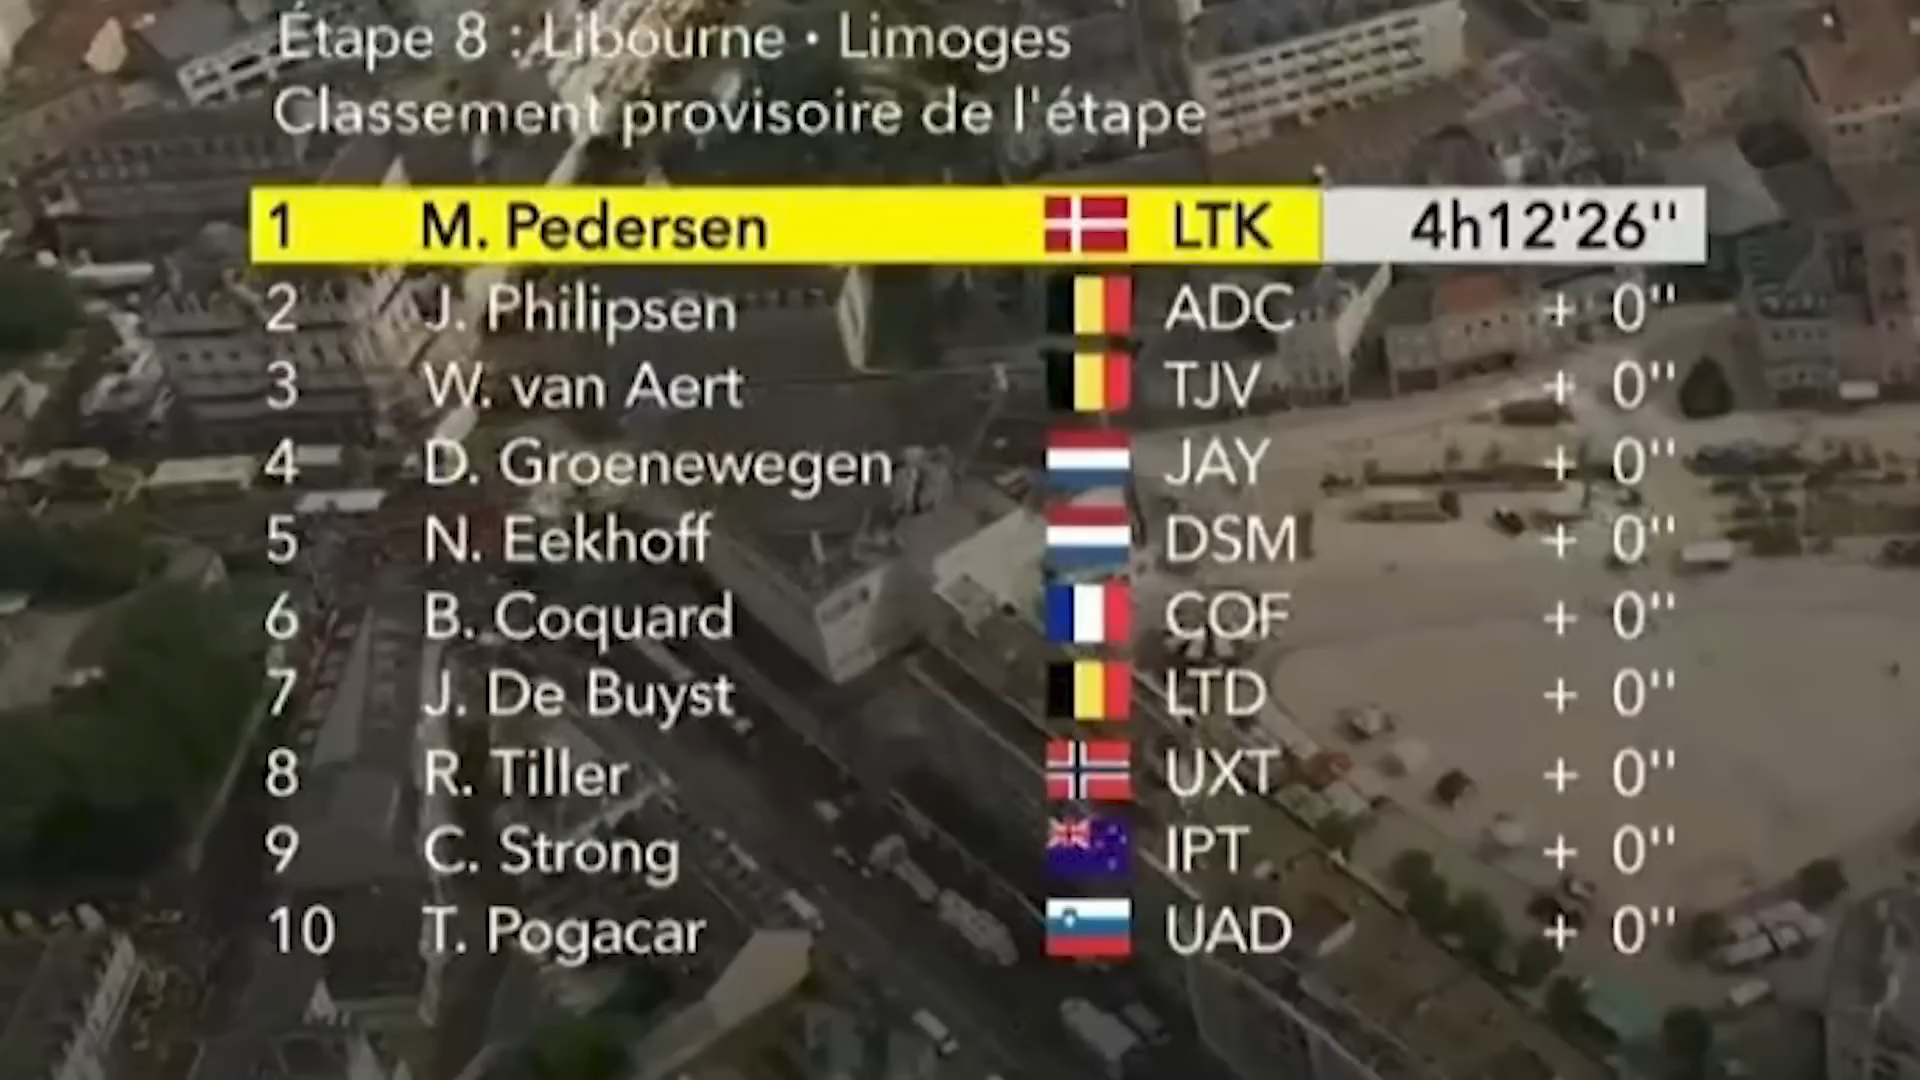 Étape 8 : Libourne • Limoges
Classement provisoire de l'étape
1 M. Pedersen LTK 4h12'26''
2 J. Philipsen ADC + 0''
3 W. van Aert TJV + 0''
4 D. Groenewegen JAY + 0''
5 N. Eekhoff DSM + 0''
6 B. Coquard COF + 0''
7 J. De Buyst LTD + 0''
8 R. Tiller UXT + 0''
9 C. Strong IPT + 0''
10 T. Pogacar UAD + 0''